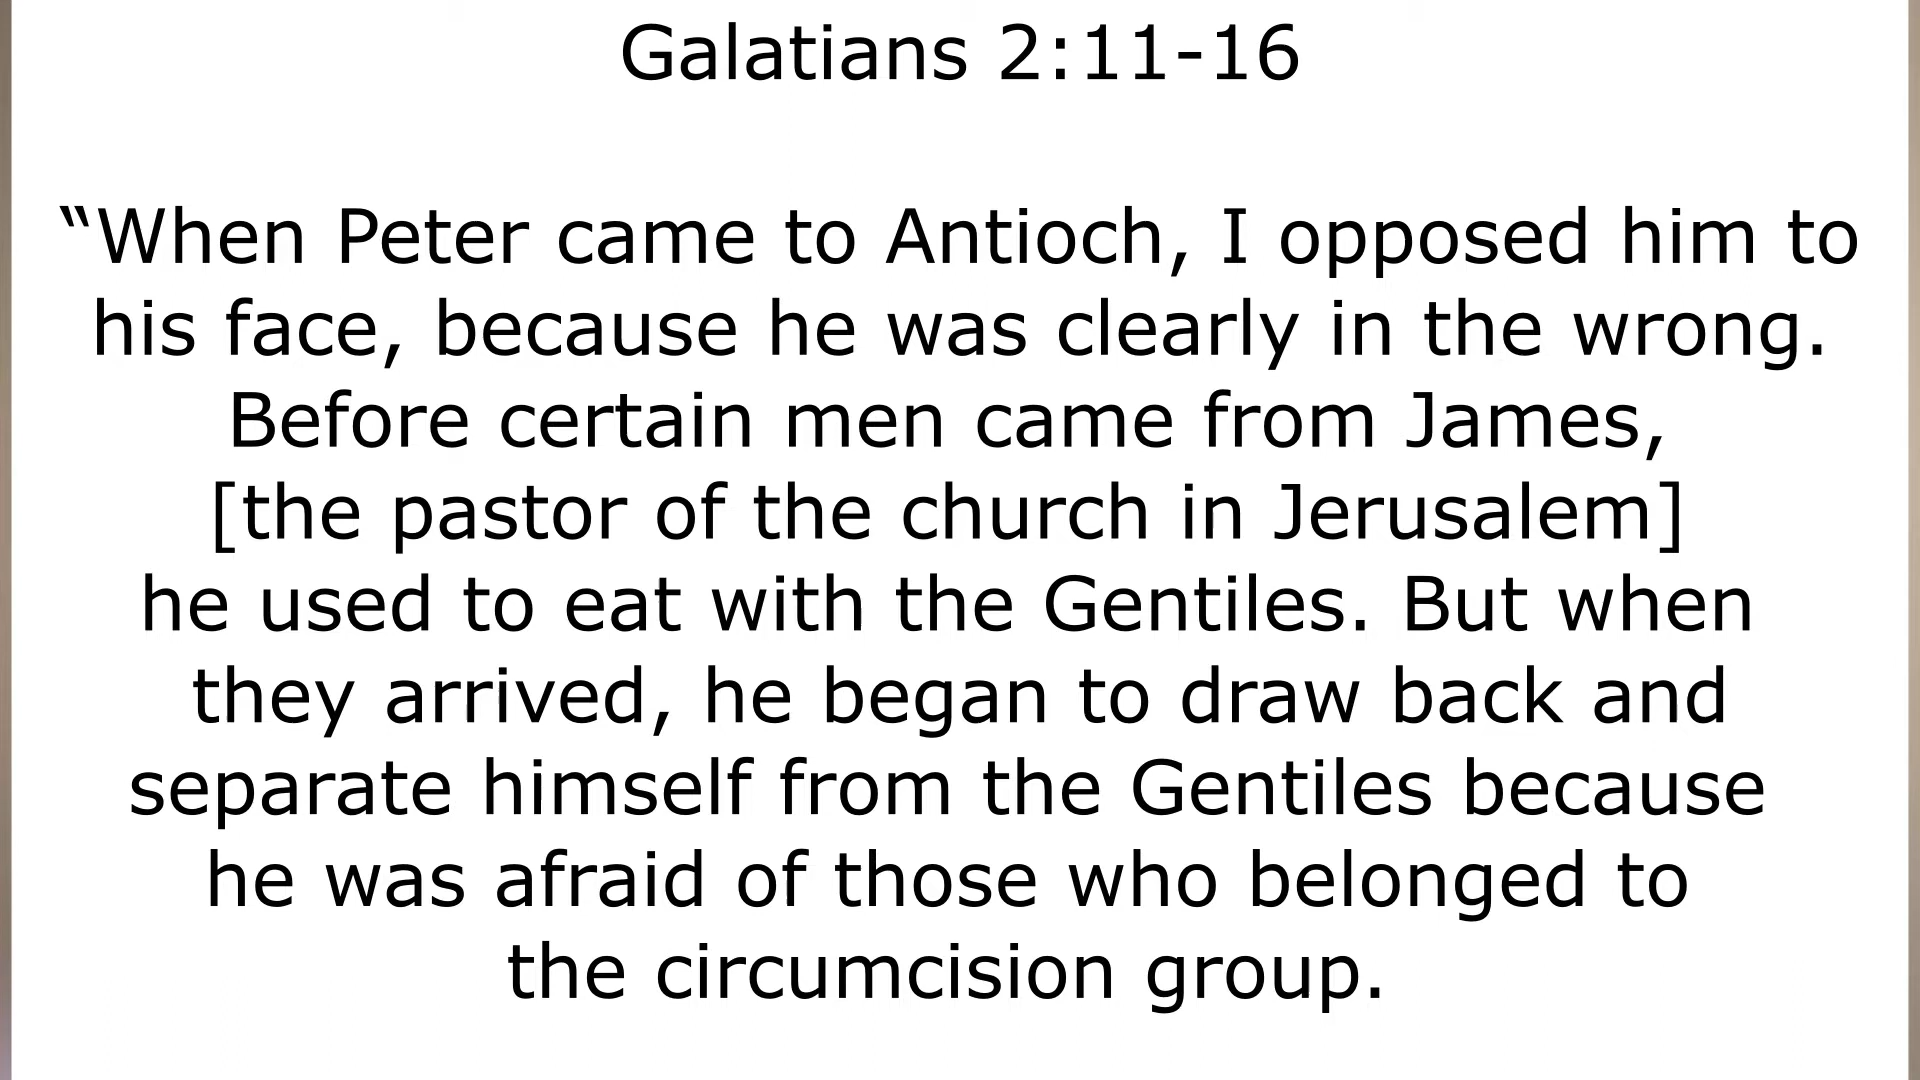 Galatians 2:11-16
“When Peter came to Antioch, I opposed him to
his face, because he was clearly in the wrong.
Before certain men came from James,
[the pastor of the church in Jerusalem]
he used to eat with the Gentiles. But when
they arrived, he began to draw back and
separate himself from the Gentiles because
he was afraid of those who belonged to
the circumcision group.